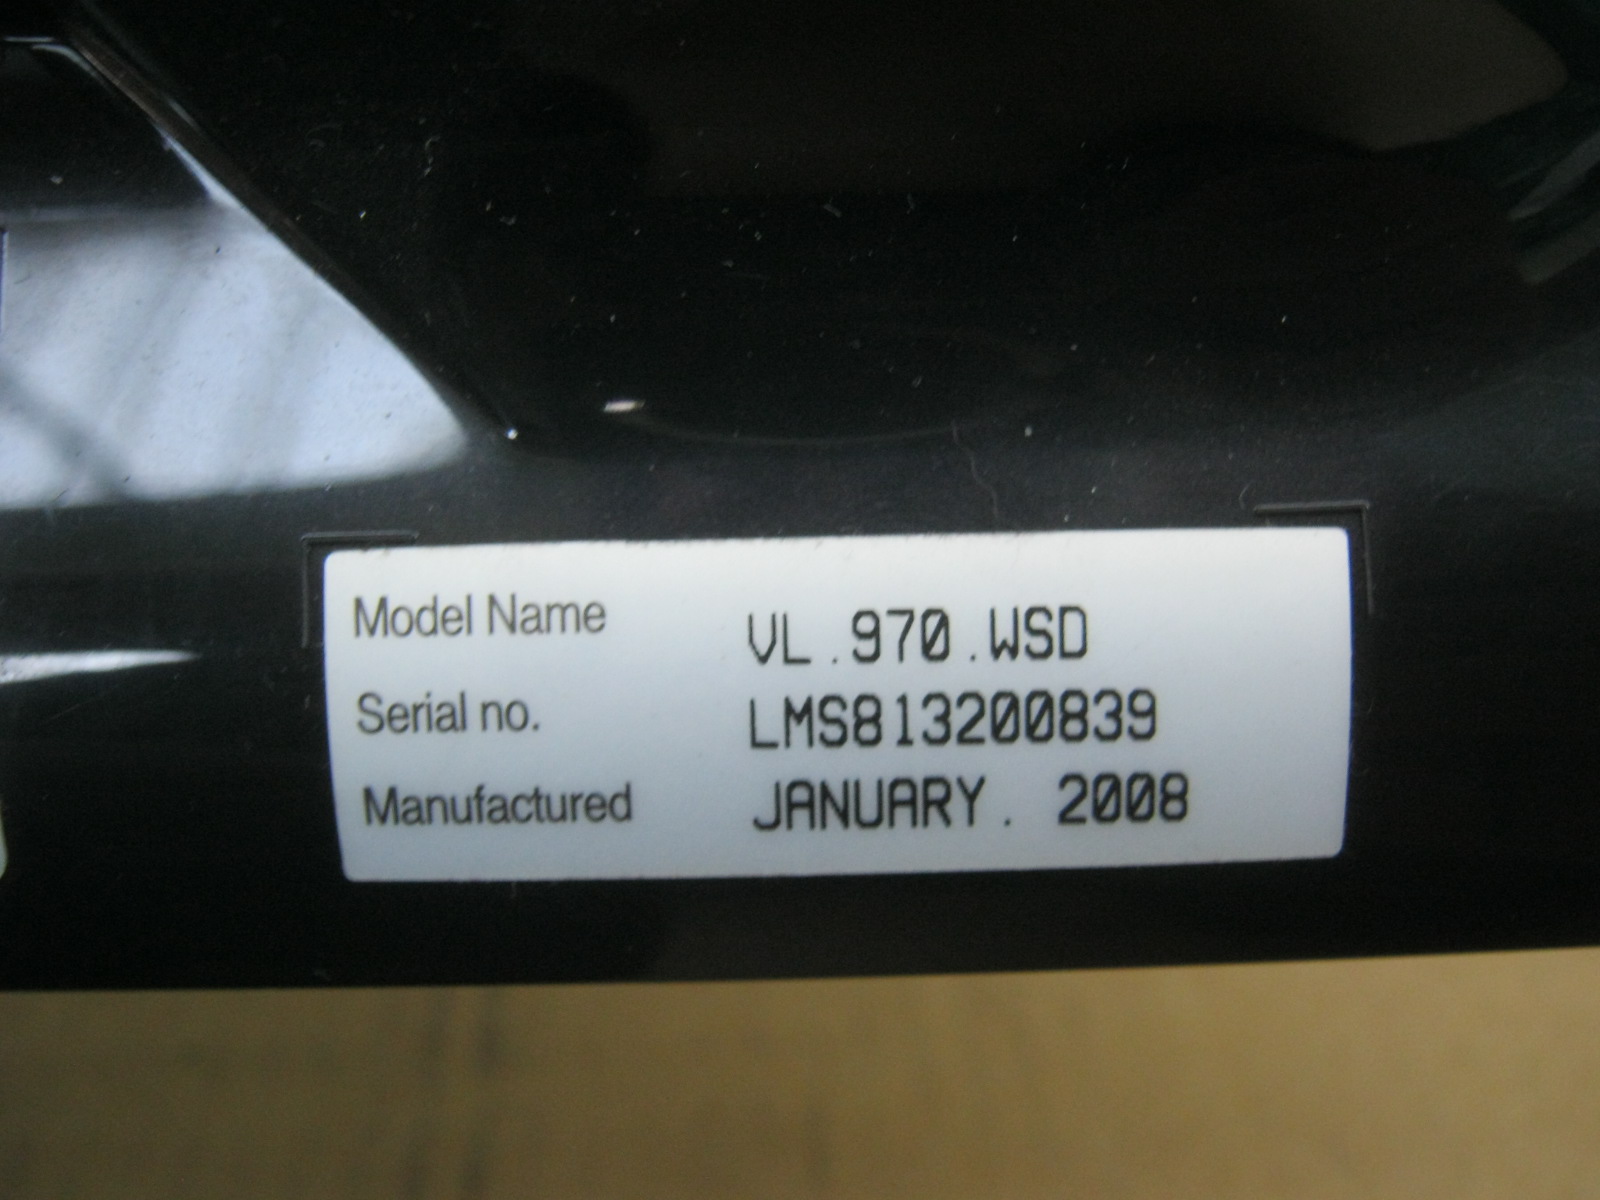 Model Name VL.970.WSD
Serial no. LMS813200839
Manufactured JANUARY. 2008